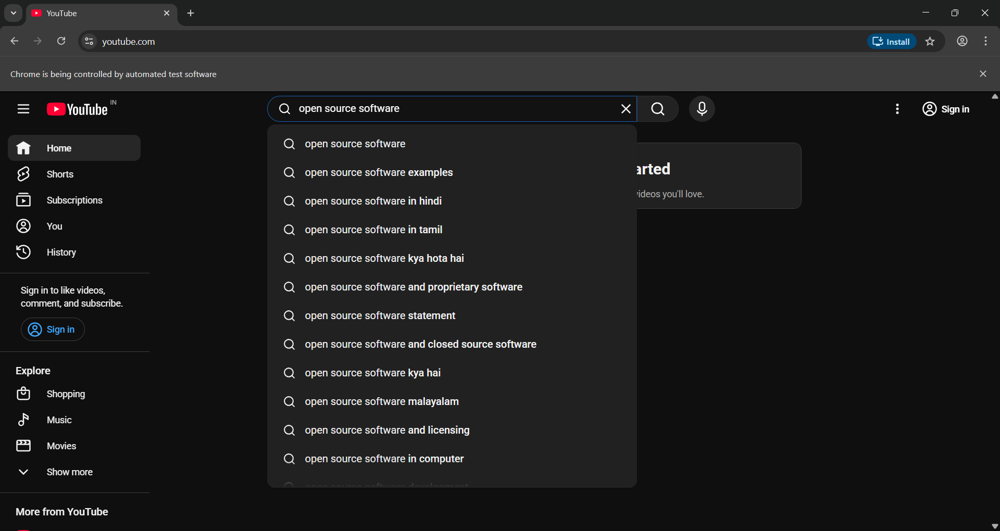 YouTube
youtube.com
Install
Chrome is being controlled by automated test software
YouTube IN
open source software
Sign in
Home
Shorts
Subscriptions
You
History
Sign in to like videos,
comment, and subscribe.
Sign in
Explore
Shopping
Music
Movies
Show more
More from YouTube
open source software
open source software examples
open source software in hindi
open source software in tamil
open source software kya hota hai
open source software and proprietary software
open source software statement
open source software and closed source software
open source software kya hai
open source software malayalam
open source software and licensing
open source software in computer
open source software development
arted
videos you'll love.